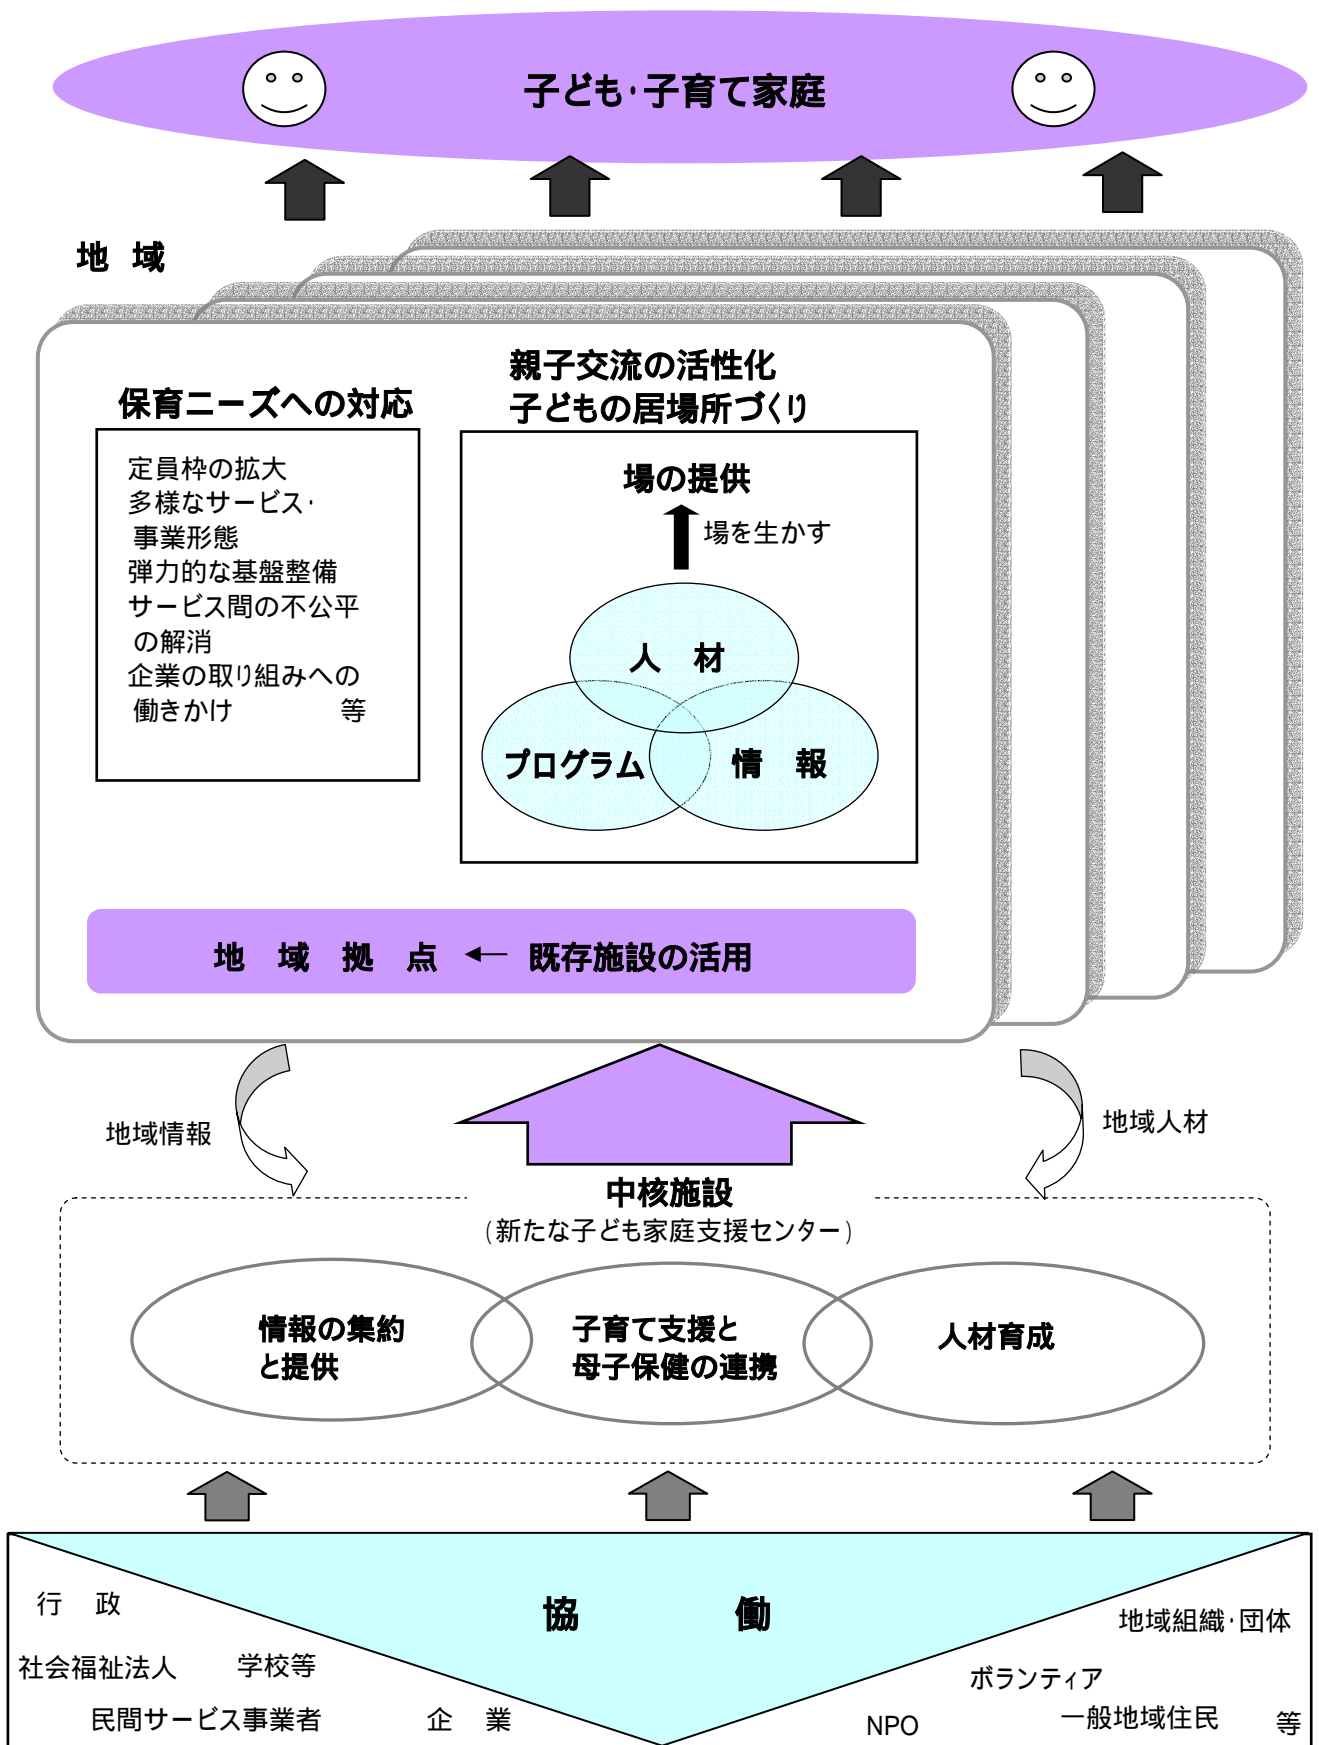 子ども・子育て家庭
地 域
保育ニーズへの対応
定員枠の拡大
多様なサービス・
事業形態
弾力的な基盤整備
サービス間の不公平
の解消
企業の取り組みへの
働きかけ 等
親子交流の活性化
子どもの居場所づくり
場の提供
場を生かす
人 材
プログラム
情 報
地 域 拠 点 ← 既存施設の活用
地域情報
地域人材
中核施設
(新たな子ども家庭支援センター)
情報の集約
と提供
子育て支援と
母子保健の連携
人材育成
協 働
行 政
社会福祉法人
学校等
民間サービス事業者
企 業
地域組織・団体
ボランティア
NPO
一般地域住民
等